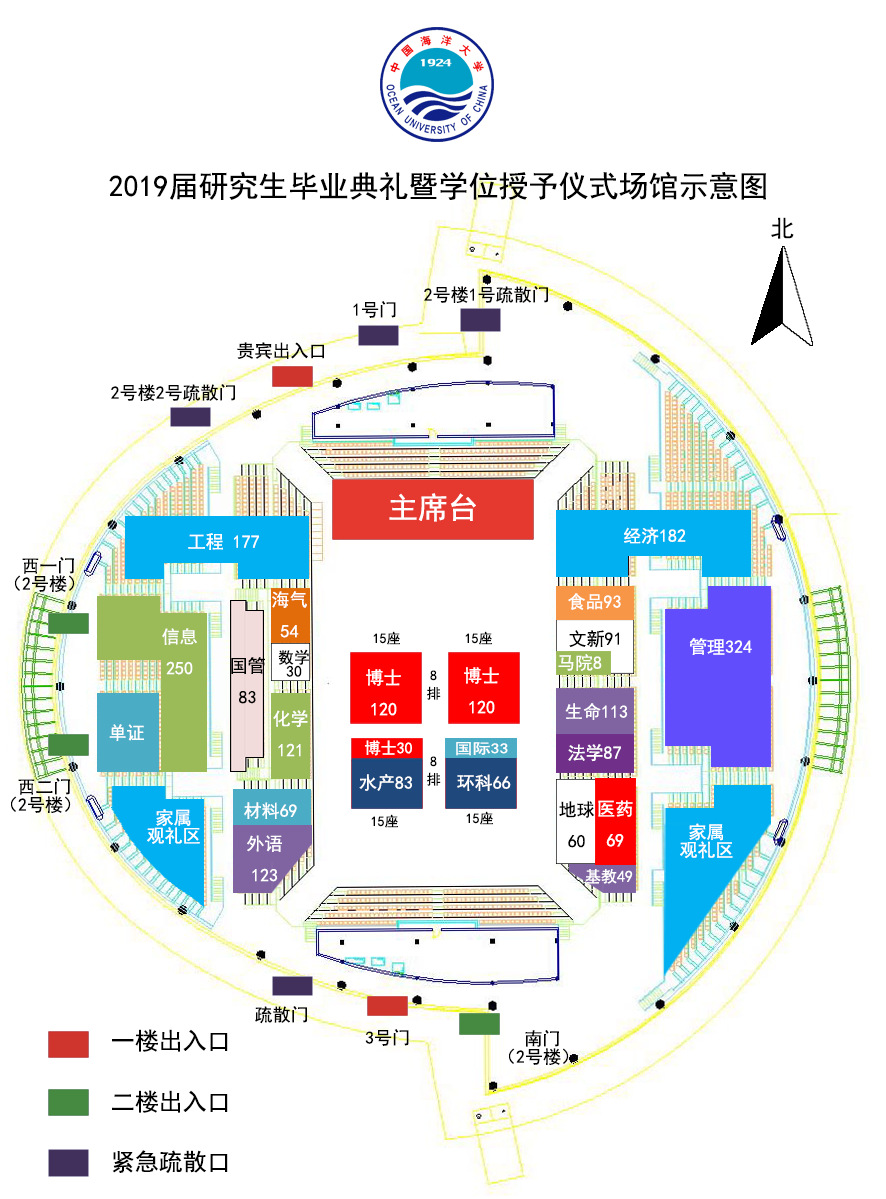 中国海洋大学
1924
OCEAN UNIVERSITY OF CHINA
2019届研究生毕业典礼暨学位授予仪式场馆示意图
北
2号楼1号疏散门
1号门
贵宾出入口
2号楼2号疏散门
主席台
工程 177
经济182
西一门
（2号楼）
海气
54
食品93
信息
250
国管
83
数学
30
文新91
马院8
管理324
15座
15座
博士
120
8
排
博士
120
单证
化学
121
生命113
法学87
博士30
水产83
8
排
国际33
环科66
西二门
（2号楼）
15座
15座
家属
观礼区
材料69
外语
123
地球
60
医药
69
基教49
家属
观礼区
疏散门
3号门
南门
（2号楼）
一楼出入口
二楼出入口
紧急疏散口